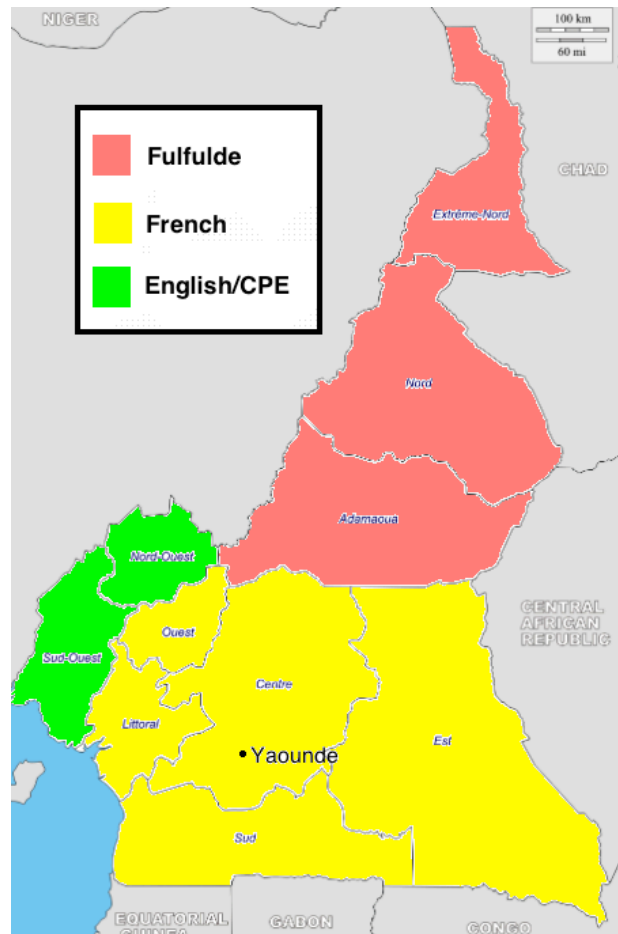 NIGER
100 km
60 mi
Fulfulde
French
English/CPE
CHAD
Extrême-Nord
Nord
Adamaoua
Nord-Ouest
CENTRAL
AFRICAN
REPUBLIC
Ouest
Sud-Ouest
Centre
Littoral
Est
Yaounde
Sud
EQUATORIAL
GUINEA
GABON
CONGO